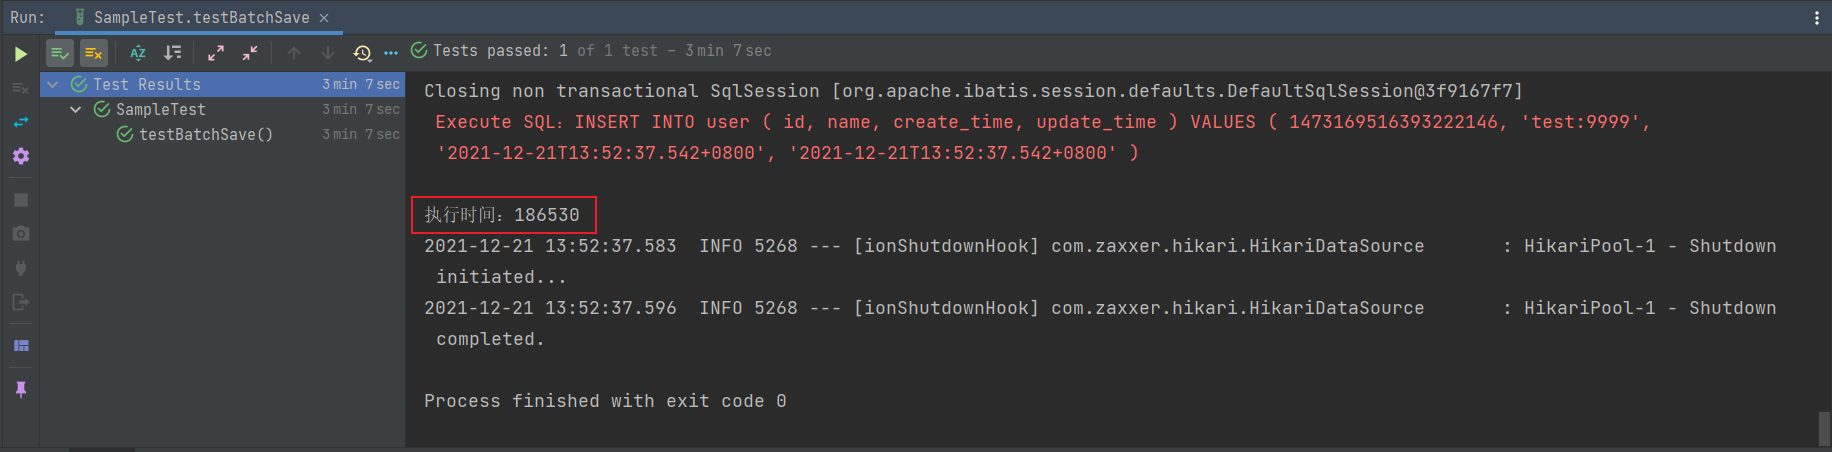 Run: SampleTest.testBatchSave ×
AZ Tests passed: 1 of 1 test – 3 min 7 sec
Test Results 3 min 7 sec
SampleTest 3 min 7 sec
testBatchSave() 3 min 7 sec
Closing non transactional SqlSession [org.apache.ibatis.session.defaults.DefaultSqlSession@3f9167f7]
Execute SQL: INSERT INTO user ( id, name, create_time, update_time ) VALUES ( 1473169516393222146, 'test:9999',
'2021-12-21T13:52:37.542+0800', '2021-12-21T13:52:37.542+0800' )
执行时间：186530
2021-12-21 13:52:37.583  INFO 5268 --- [ionShutdownHook] com.zaxxer.hikari.HikariDataSource       : HikariPool-1 - Shutdown
initiated...
2021-12-21 13:52:37.596  INFO 5268 --- [ionShutdownHook] com.zaxxer.hikari.HikariDataSource       : HikariPool-1 - Shutdown
completed.
Process finished with exit code 0